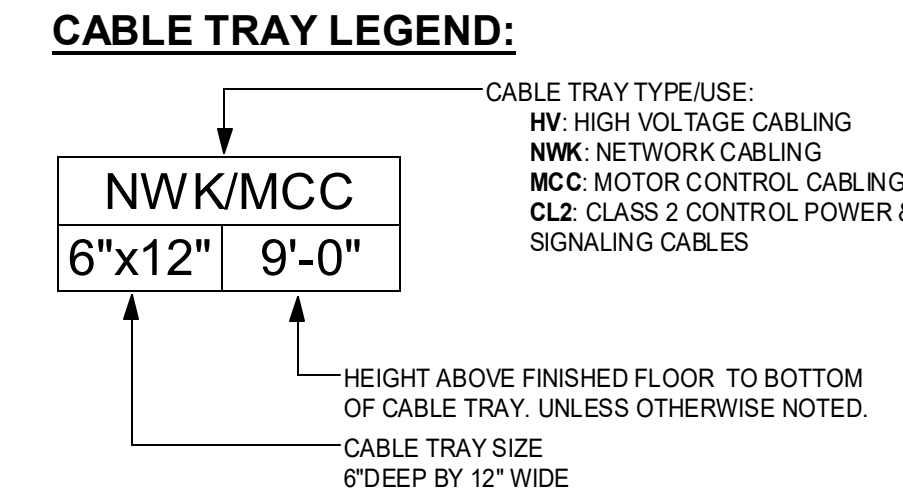 CABLE TRAY LEGEND:
CABLE TRAY TYPE/USE:
HV: HIGH VOLTAGE CABLING
NWK: NETWORK CABLING
MCC: MOTOR CONTROL CABLING
CL2: CLASS 2 CONTROL POWER &
SIGNALING CABLES
NWK/MCC
6"x12" 9'-0"
HEIGHT ABOVE FINISHED FLOOR TO BOTTOM
OF CABLE TRAY. UNLESS OTHERWISE NOTED.
CABLE TRAY SIZE
6"DEEP BY 12" WIDE